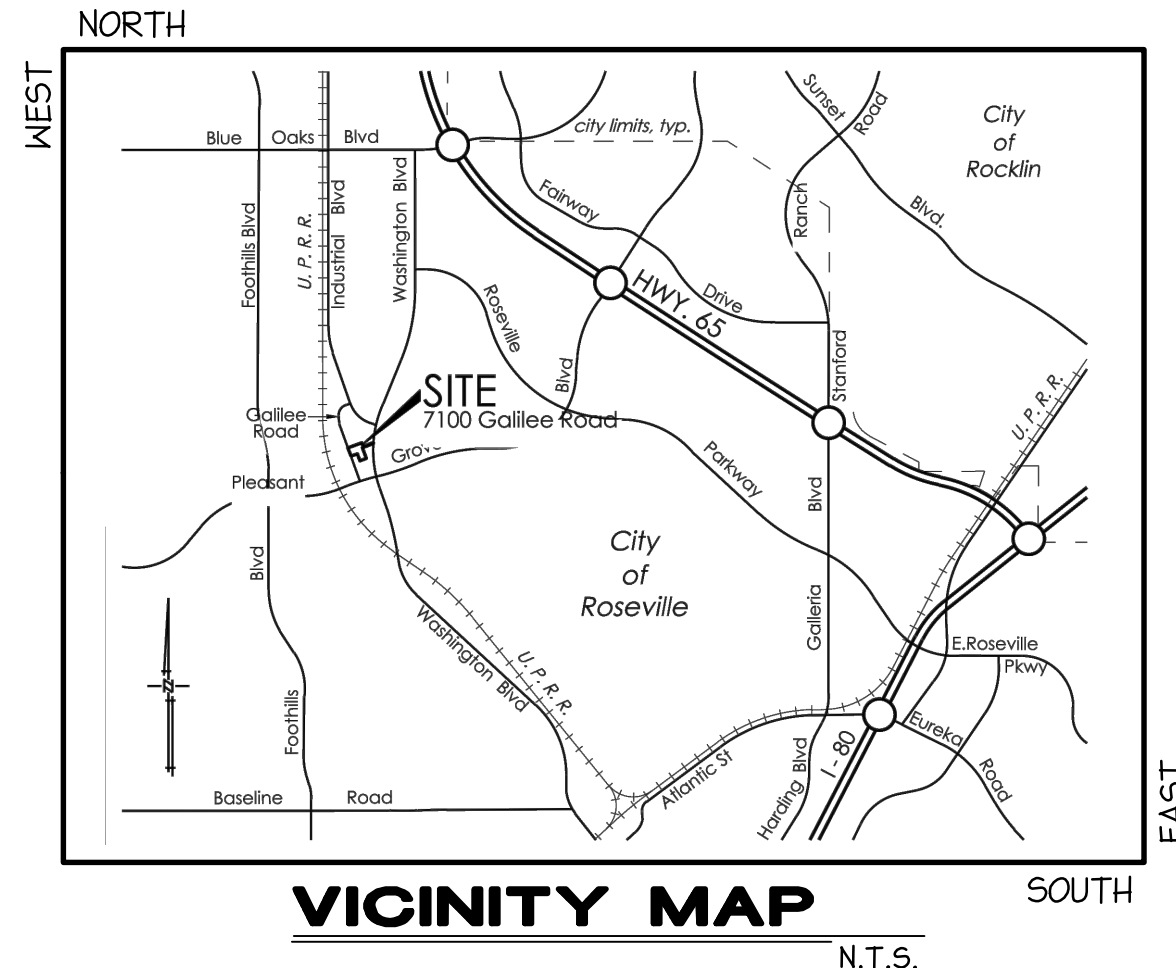 NORTH
WEST
Blue Oaks Blvd
city limits, typ.
Sunset
Road
City
of
Rocklin
Foothills Blvd
U. P. R. R.
Industrial Blvd
Washington Blvd
Fairway
Ranch
Blvd.
Roseville
HWY. 65
Drive
Stanford
Blvd
SITE
7100 Galilee Road
Galilee
Road
U. P. R. R.
Pleasant
Parkway
Blvd
Blvd
City
of
Roseville
Galleria
Washington Blvd
U. P. R. R.
E.Roseville
Pkwy
N
Foothills
Eureka
Road
I - 80
Atlantic St
Harding Blvd
Baseline Road
EAST
SOUTH
VICINITY MAP
N.T.S.